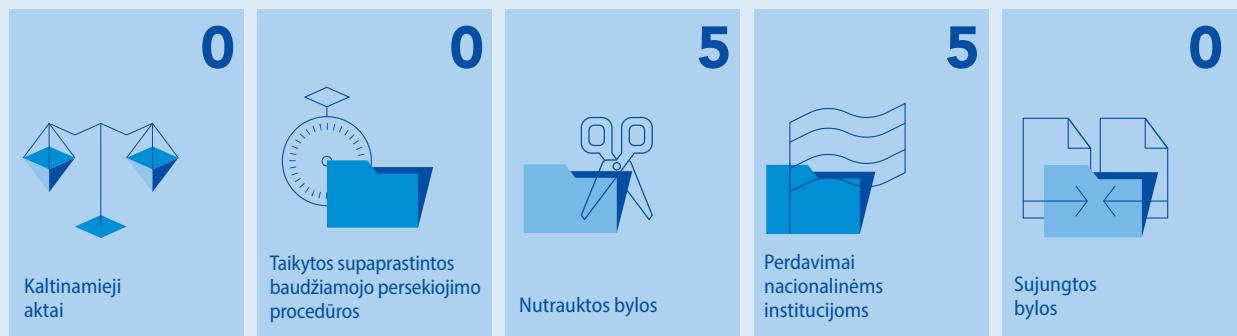 0
Kaltinamieji
aktai
0
Taikytos supaprastintos
baudžiamojo persekiojimo
procedūros
5
Nutrauktos bylos
5
Perdavimai
nacionalinėms
institucijoms
0
Sujungtos
bylos